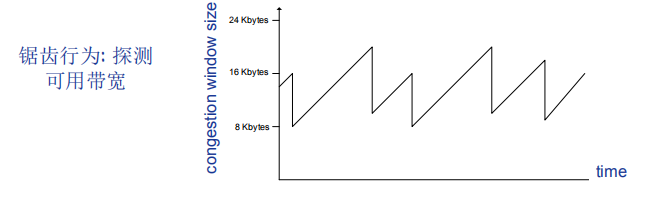 锯齿行为: 探测
可用带宽
congestion window size
24 Kbytes
16 Kbytes
8 Kbytes
time